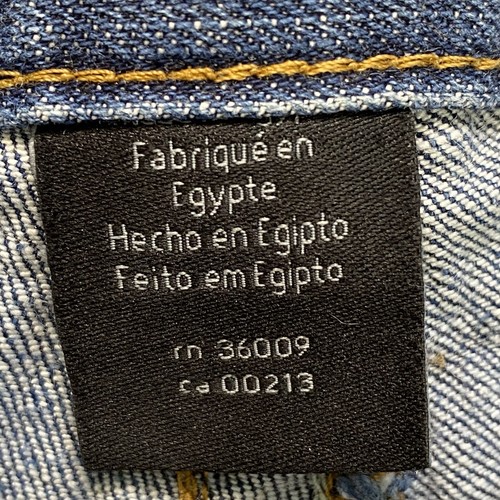 Fabriqué en
Egypte
Hecho en Egipto
Feito em Egipto
rn 36009
ca 00213